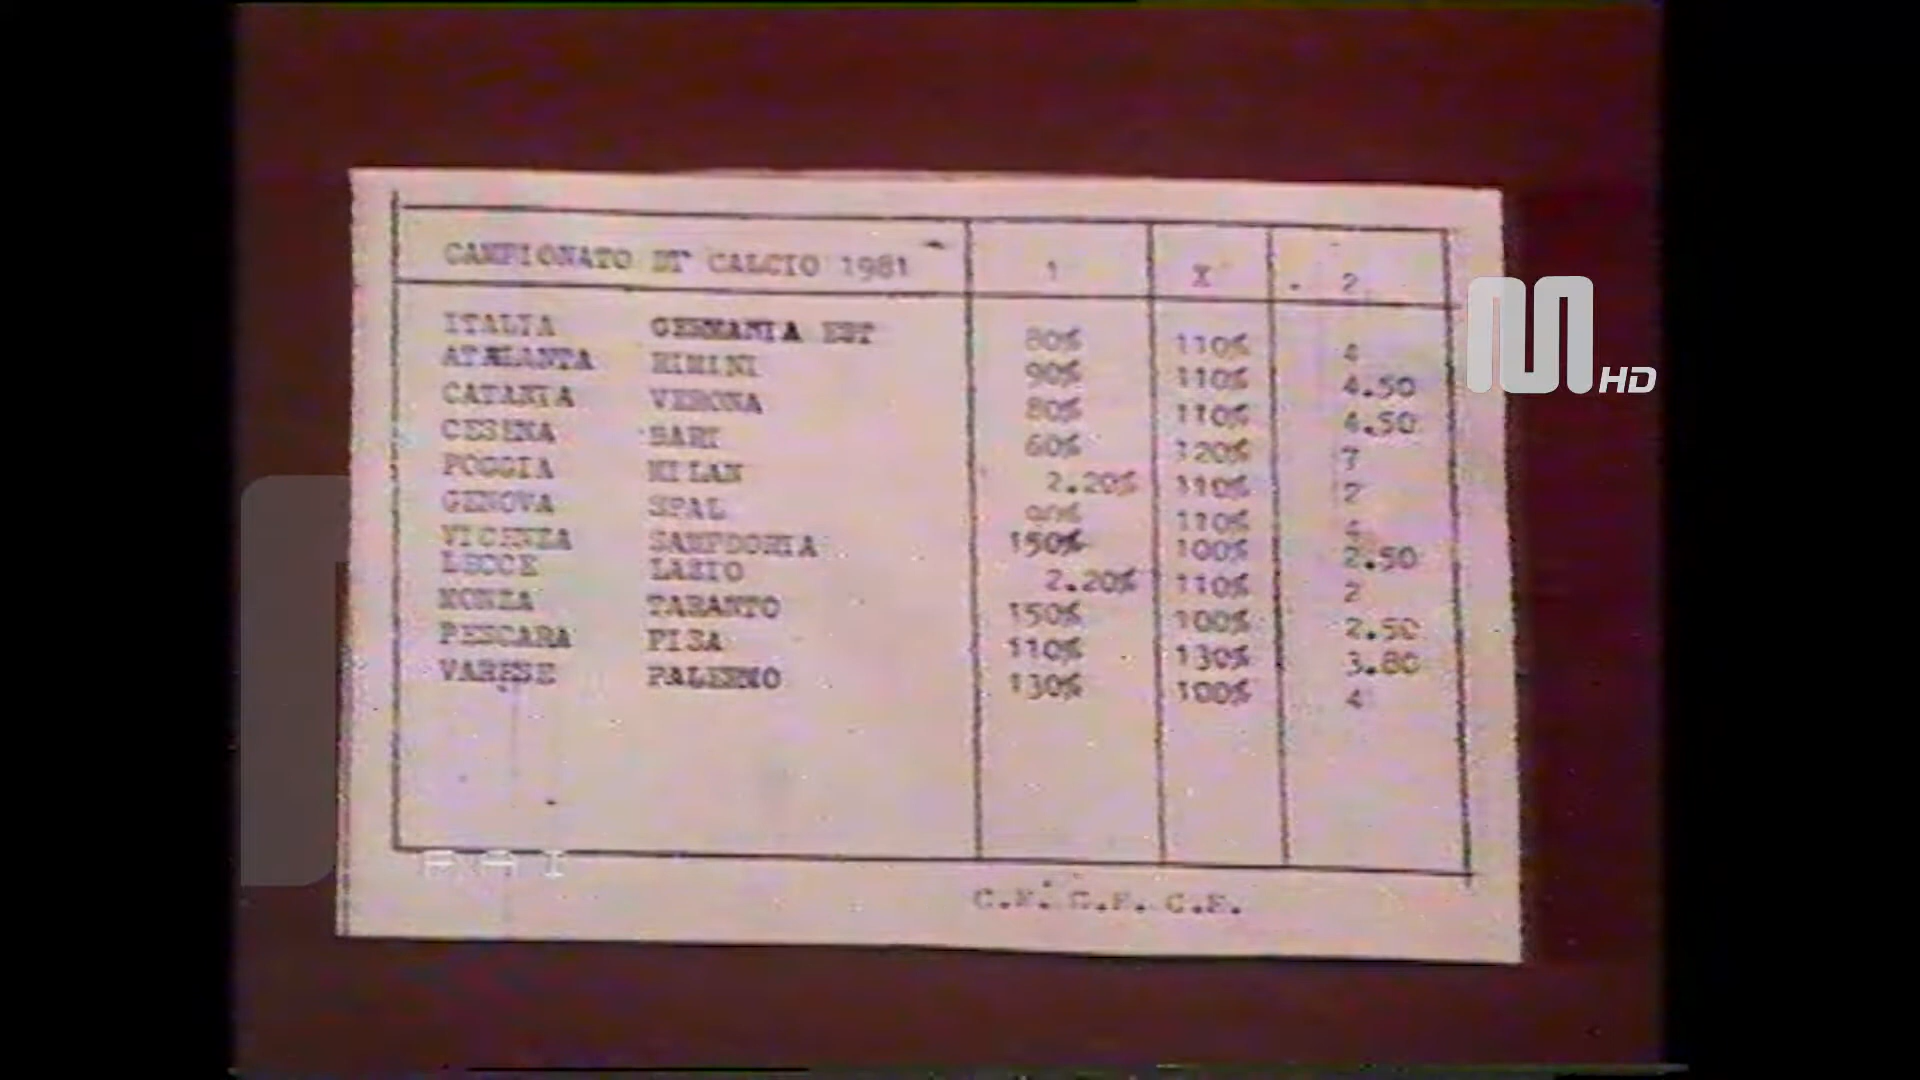 CAMPIONATO DI CALCIO 1981 1 X 2
ITALIA GERMANIA EST 80% 110% 4
ATALANTA RIMINI 90% 110% 4.50
CATANIA VERONA 80% 110% 4.50
CESENA BARI 60% 120% 7
FOGGIA MILAN 2.20% 110% 2
GENOVA SPAL 90% 110% 4
VICENZA SAMPDORIA 150% 100% 2.50
LECCE LAZIO 2.20% 110% 2
MONZA TARANTO 150% 100% 2.50
PESCARA PISA 110% 130% 3.80
VARESE PALERMO 130% 100% 4
RAI
HD